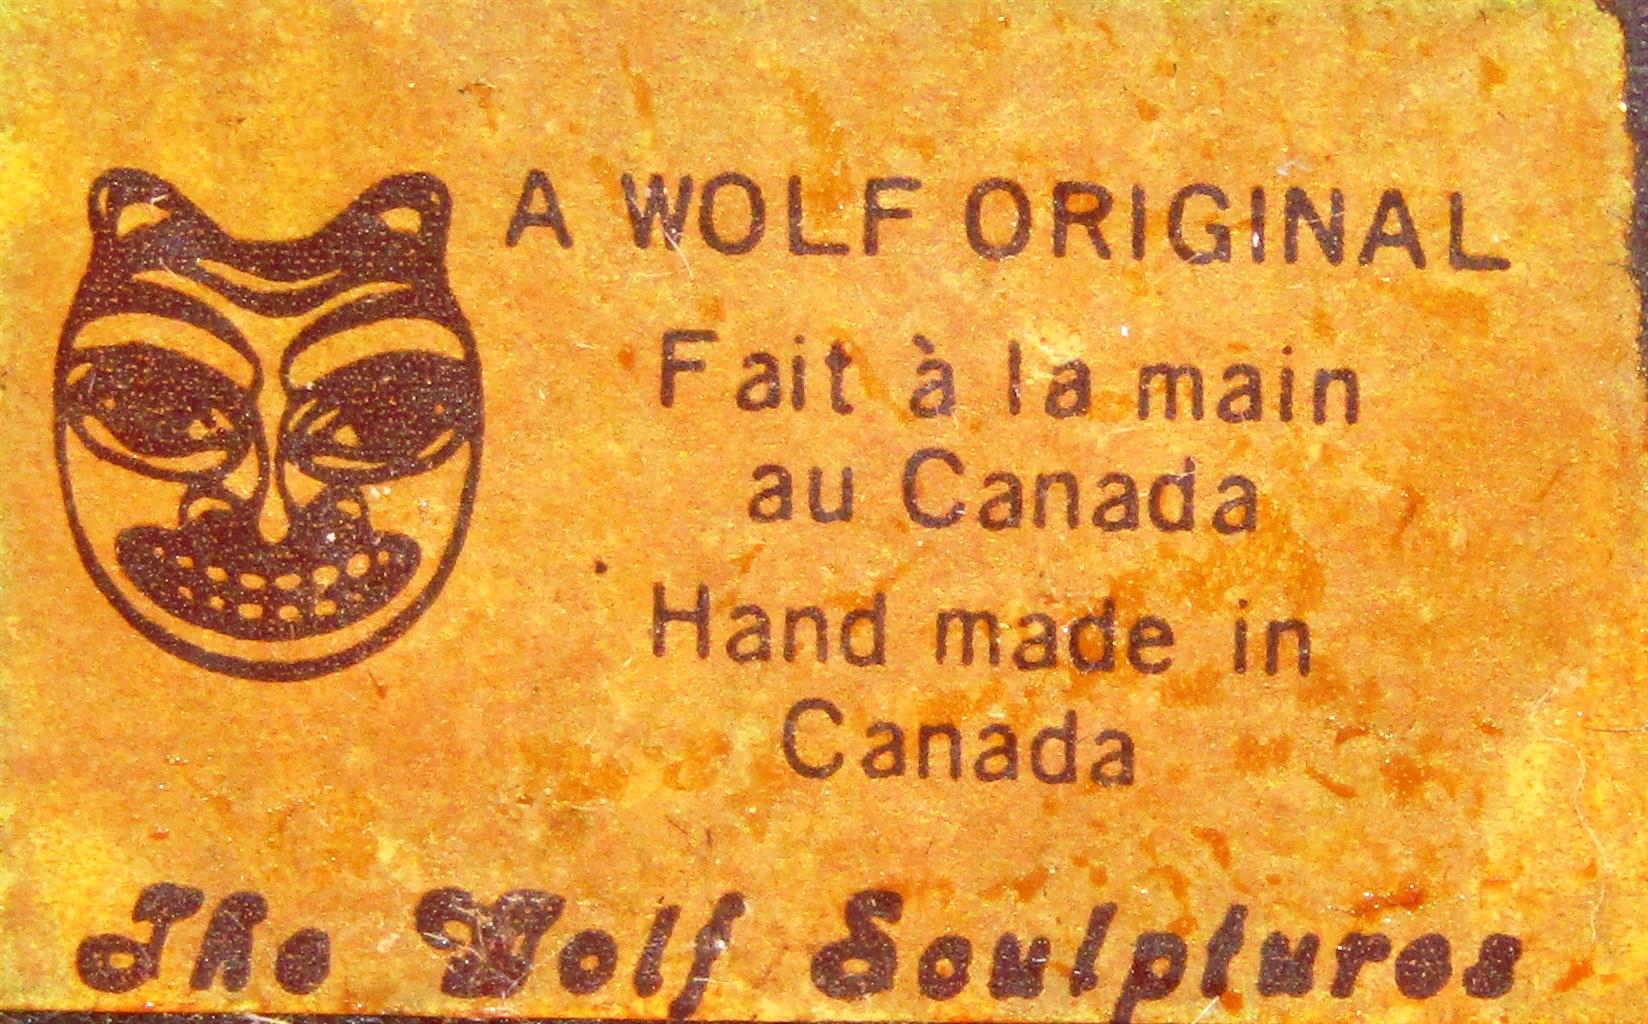 A WOLF ORIGINAL
Fait à la main
au Canada
Hand made in
Canada
The Wolf Sculptures